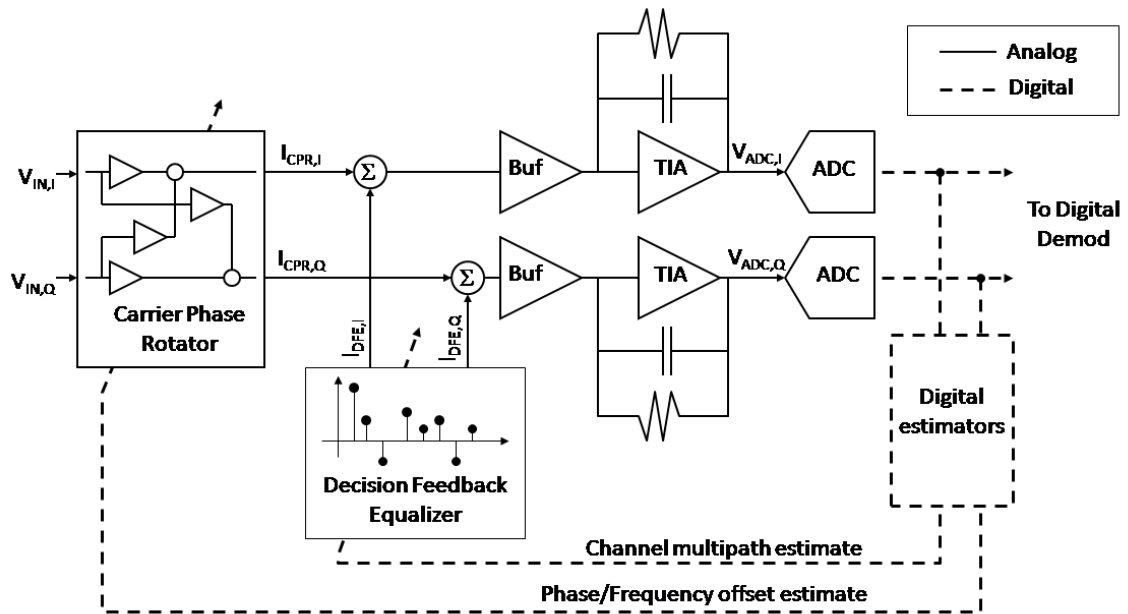 Analog
Digital
V_IN,I
V_IN,Q
Carrier Phase
Rotator
I_CPR,I
I_CPR,Q
Σ
Σ
I_DFE,I
I_DFE,Q
Decision Feedback
Equalizer
Buf
Buf
TIA
TIA
V_ADC,I
V_ADC,Q
ADC
ADC
To Digital
Demod
Digital
estimators
Channel multipath estimate
Phase/Frequency offset estimate